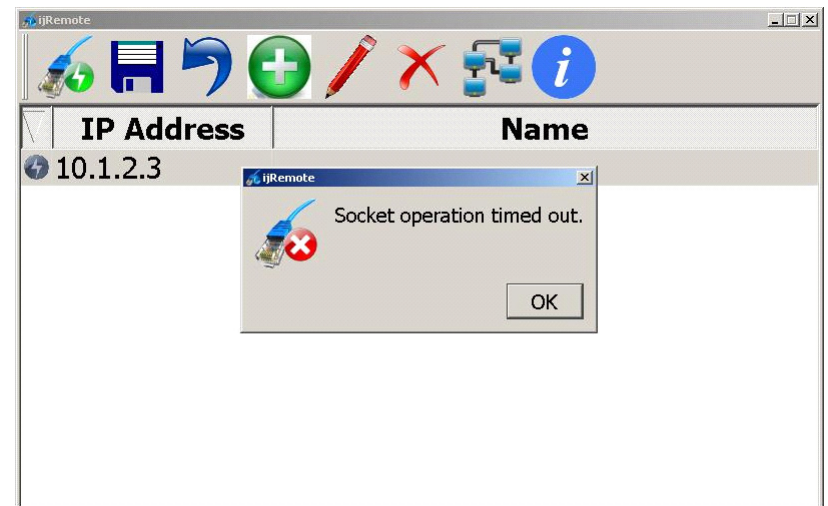 ijRemote
IP Address Name
10.1.2.3
ijRemote
Socket operation timed out.
OK